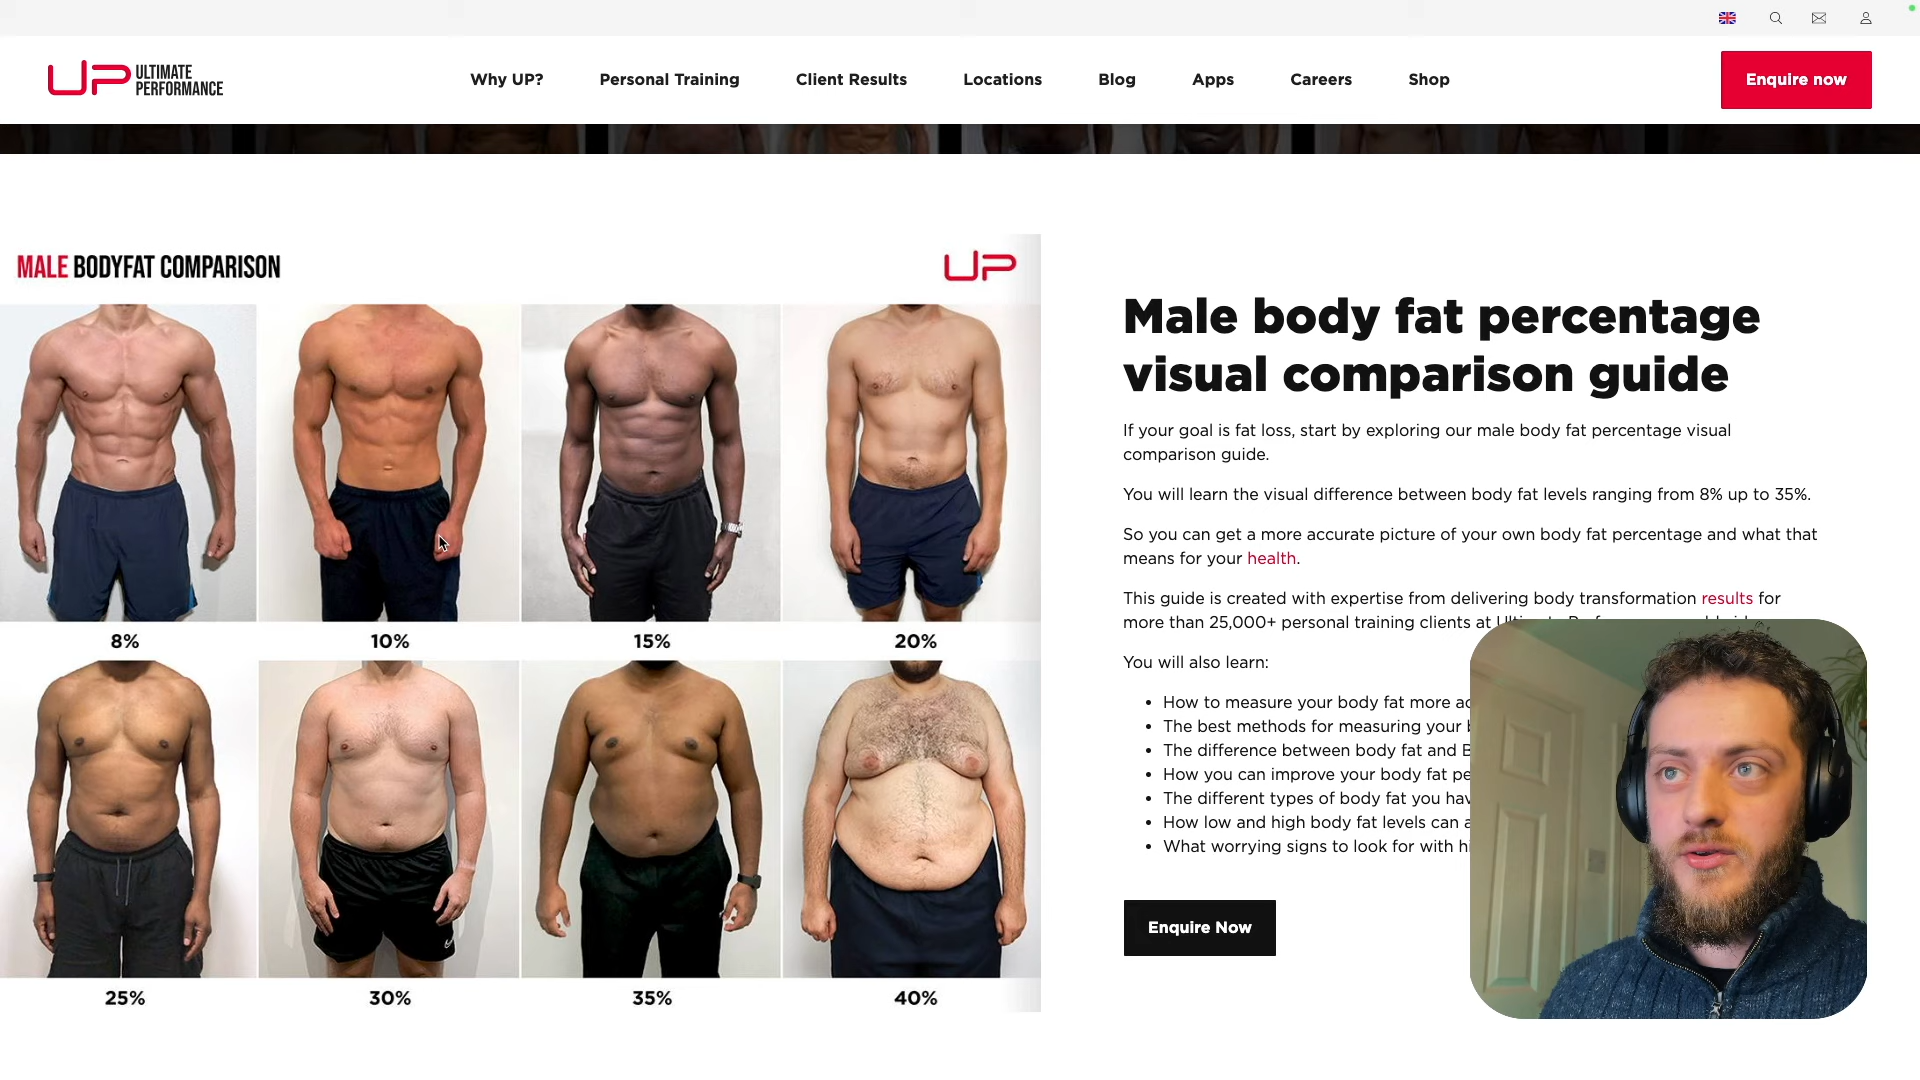 UP ULTIMATE
PERFORMANCE
Why UP?
Personal Training
Client Results
Locations
Blog
Apps
Careers
Shop
Enquire now
MALE BODYFAT COMPARISON
UP
8%
10%
15%
20%
25%
30%
35%
40%
Male body fat percentage
visual comparison guide
If your goal is fat loss, start by exploring our male body fat percentage visual
comparison guide.
You will learn the visual difference between body fat levels ranging from 8% up to 35%.
So you can get a more accurate picture of your own body fat percentage and what that
means for your health.
This guide is created with expertise from delivering body transformation results for
more than 25,000+ personal training clients at
You will also learn:
How to measure your body fat more
The best methods for measuring your
The difference between body fat and
How you can improve your body fat
The different types of body fat you
How low and high body fat levels can
What worrying signs to look for with
Enquire Now